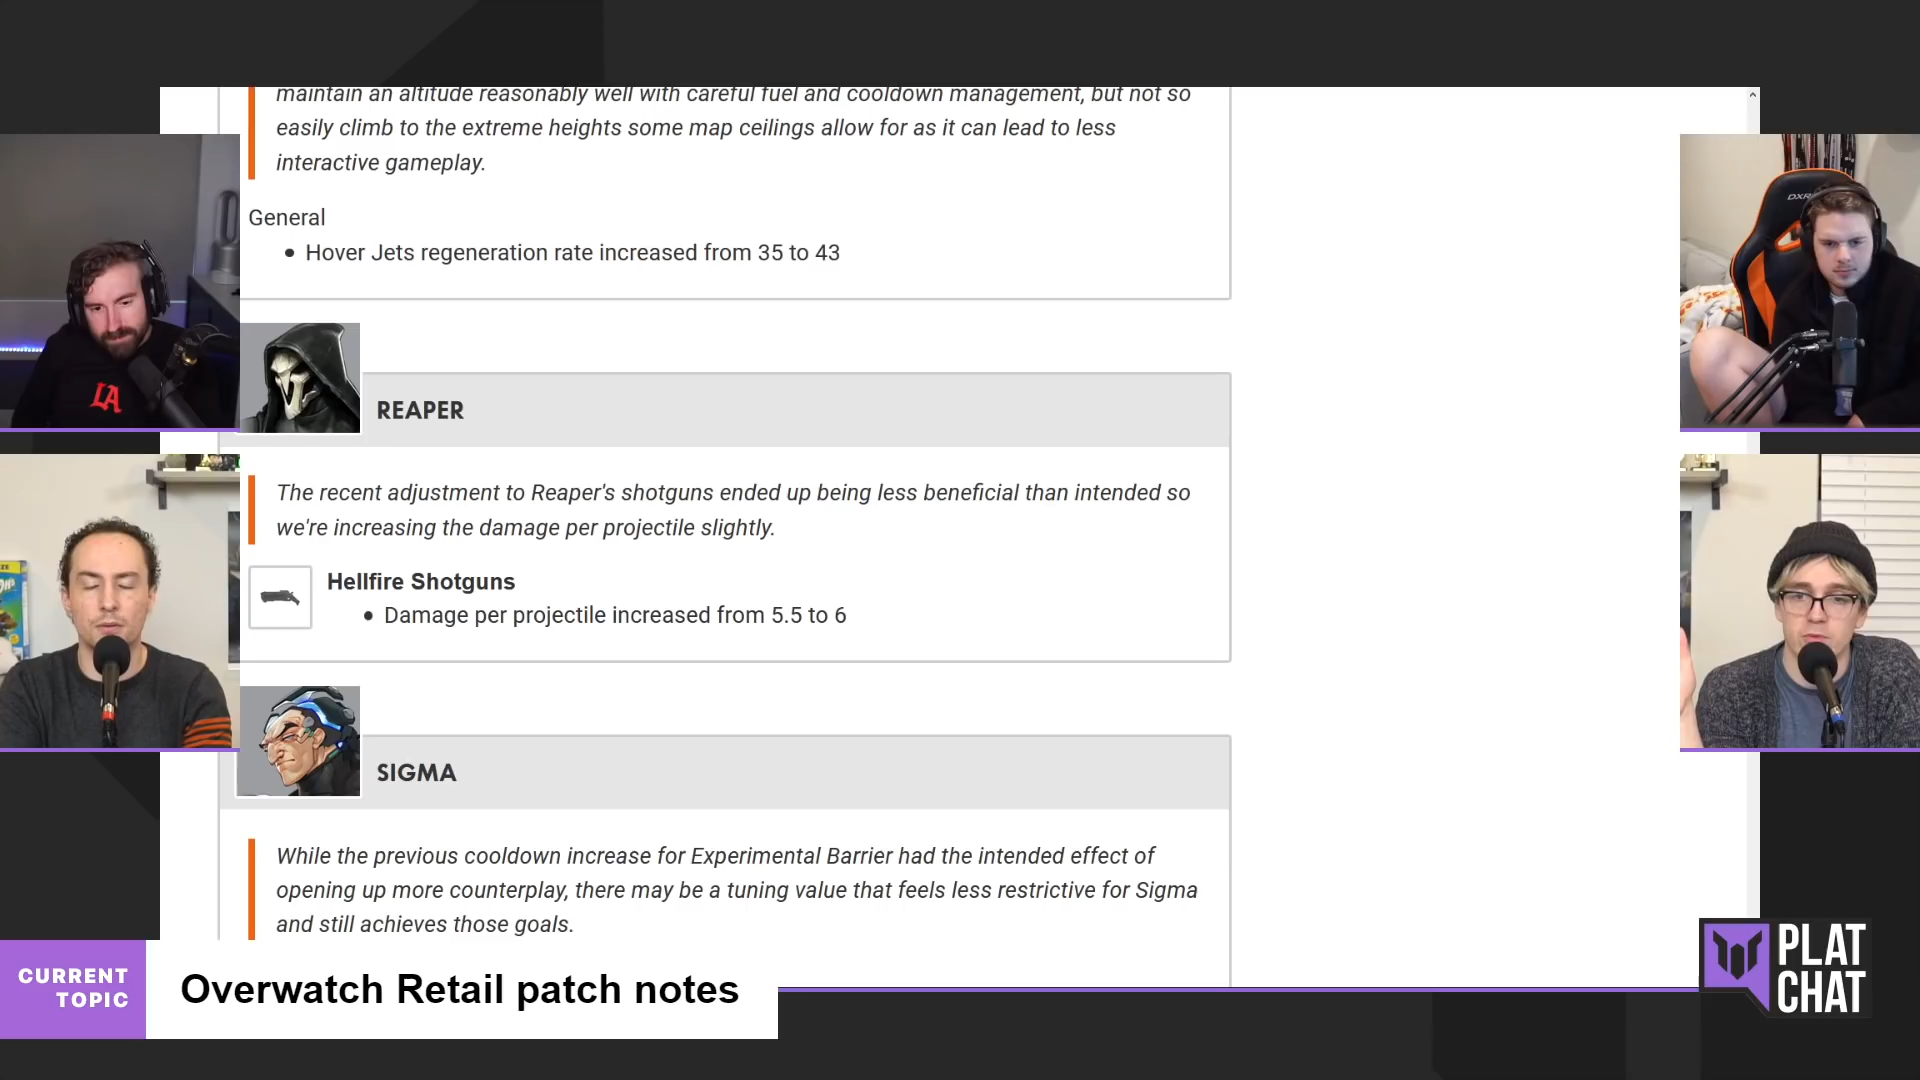 maintain an altitude reasonably well with careful fuel and cooldown management, but not so
easily climb to the extreme heights some map ceilings allow for as it can lead to less
interactive gameplay.
General
• Hover Jets regeneration rate increased from 35 to 43
REAPER
The recent adjustment to Reaper's shotguns ended up being less beneficial than intended so
we're increasing the damage per projectile slightly.
Hellfire Shotguns
• Damage per projectile increased from 5.5 to 6
SIGMA
While the previous cooldown increase for Experimental Barrier had the intended effect of
opening up more counterplay, there may be a tuning value that feels less restrictive for Sigma
and still achieves those goals.
CURRENT
TOPIC
Overwatch Retail patch notes
PLAT
CHAT
LA